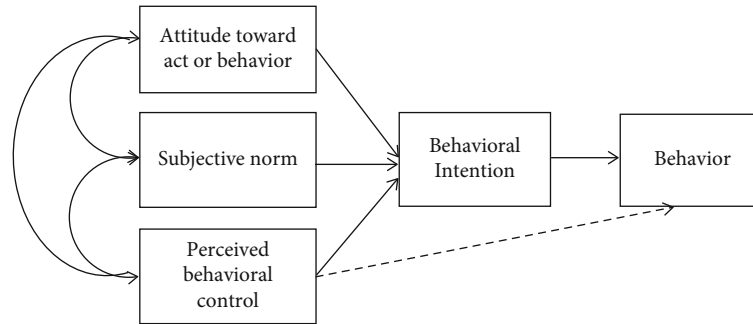 Attitude toward
act or behavior
Subjective norm
Perceived
behavioral
control
Behavioral
Intention
Behavior